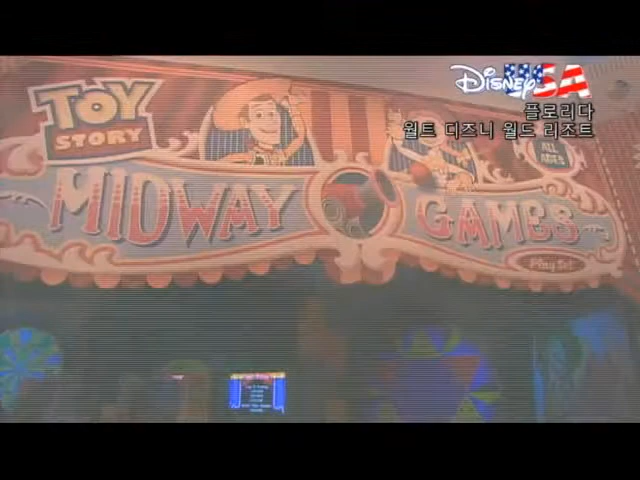 Disney USA
플로리다
월트 디즈니 월드 리조트
TOY
STORY
ALL
AGES
MIDWAY GAMES
Play Set